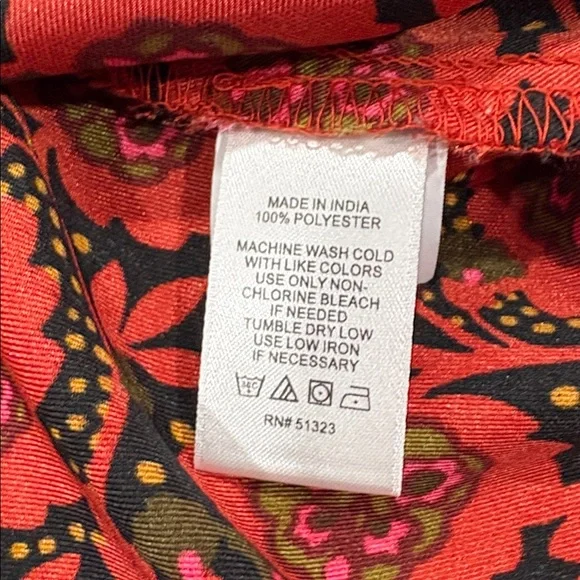 MADE IN INDIA
100% POLYESTER
MACHINE WASH COLD
WITH LIKE COLORS
USE ONLY NON-
CHLORINE BLEACH
IF NEEDED
TUMBLE DRY LOW
USE LOW IRON
IF NECESSARY
RN# 51323